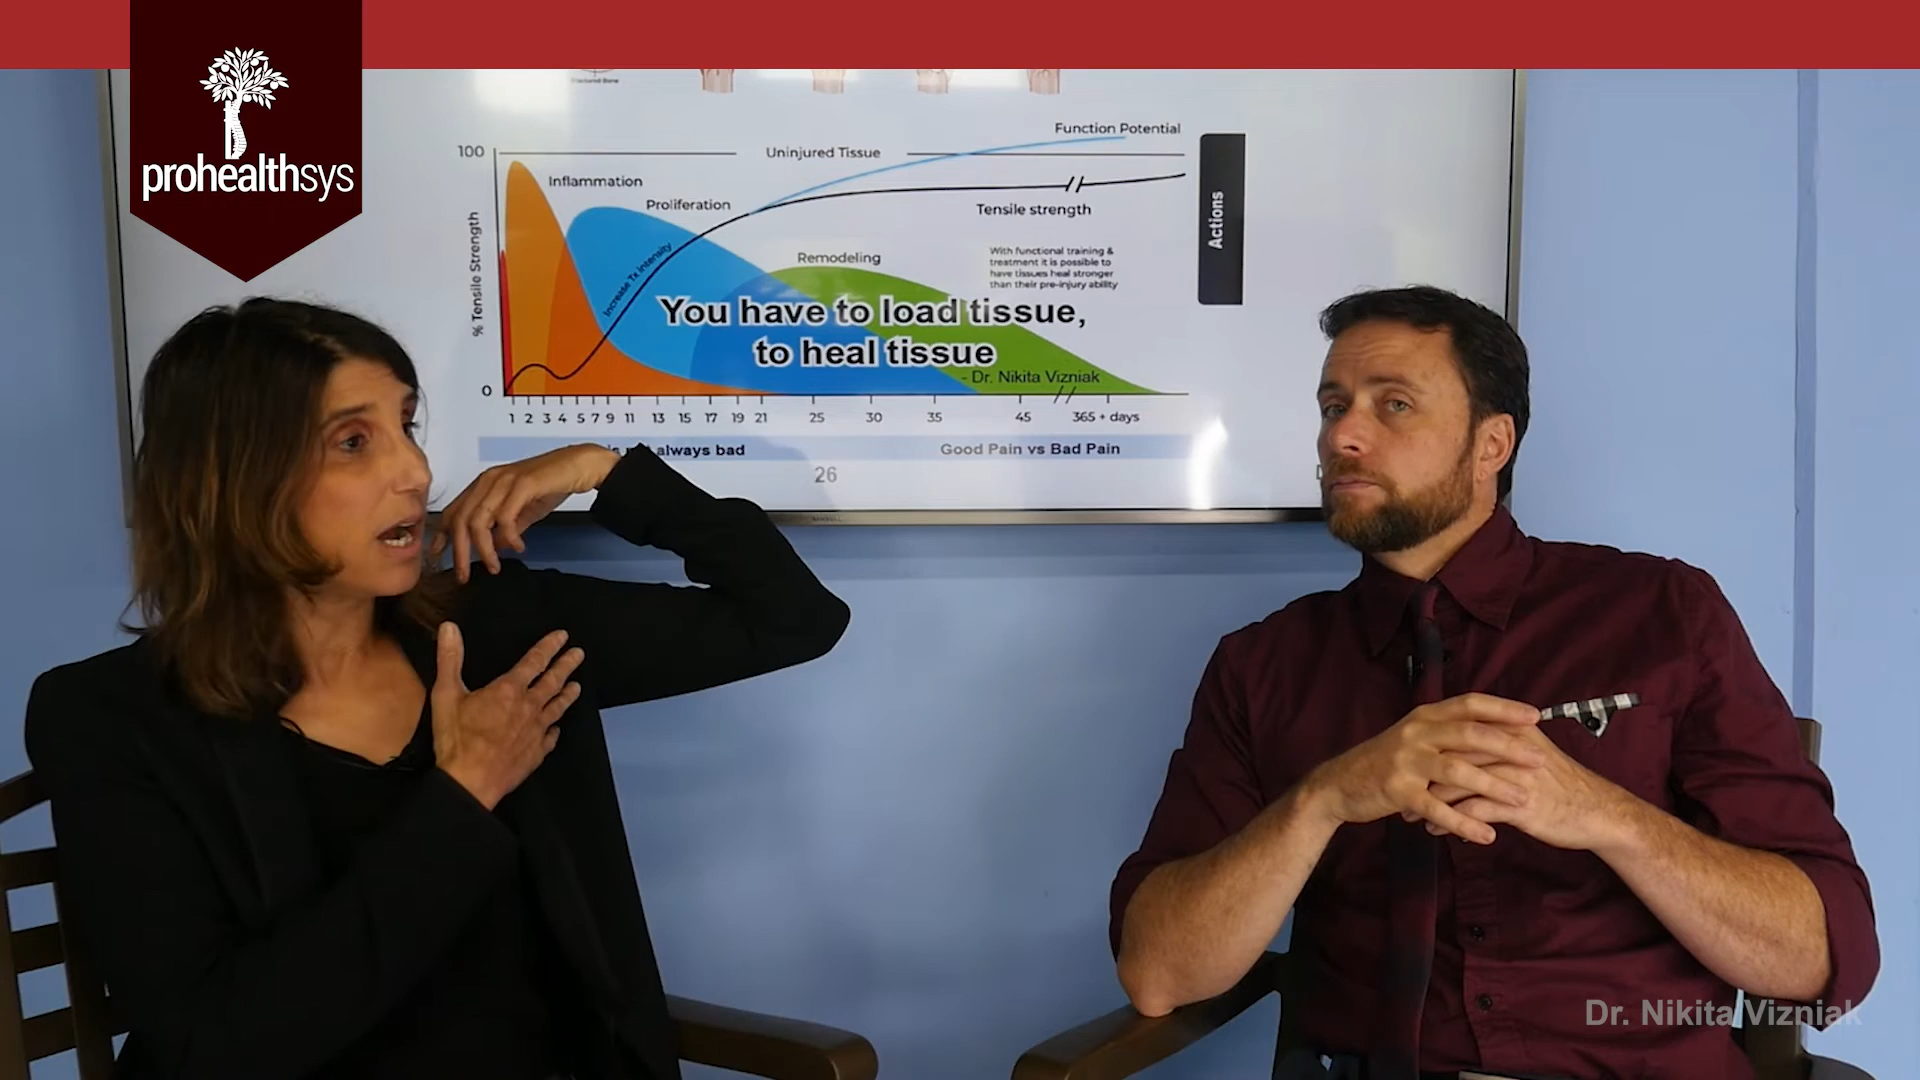 prohealthsys
Fractured Bone
Function Potential
100
Uninjured Tissue
Inflammation
Proliferation
Tensile strength
Actions
% Tensile Strength
Increase Tx Intensity
Remodeling
With functional training &
treatment it is possible to
have tissues heal stronger
than their pre-injury ability
You have to load tissue,
to heal tissue
- Dr. Nikita Vizniak
0
1 2 3 4 5 7 9 11 13 15 17 19 21 25 30 35 45 365 + days
always bad
Good Pain vs Bad Pain
26
Dr. Nikita Vizniak